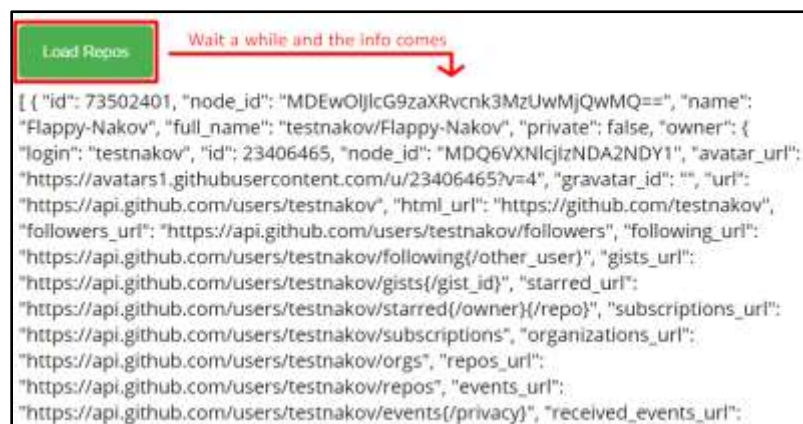 Load Repos
Wait a while and the info comes
[ { "id": 73502401, "node_id": "MDEwOlJlcG9zaXRvcnk3MzUwMjQwMQ==", "name":
"Flappy-Nakov", "full_name": "testnakov/Flappy-Nakov", "private": false, "owner": {
"login": "testnakov", "id": 23406465, "node_id": "MDQ6VXNlcjIzNDA2NDY1", "avatar_url":
"https://avatars1.githubusercontent.com/u/23406465?v=4", "gravatar_id": "", "url":
"https://api.github.com/users/testnakov", "html_url": "https://github.com/testnakov",
"followers_url": "https://api.github.com/users/testnakov/followers", "following_url":
"https://api.github.com/users/testnakov/following{/other_user}", "gists_url":
"https://api.github.com/users/testnakov/gists{/gist_id}", "starred_url":
"https://api.github.com/users/testnakov/starred{/owner}{/repo}", "subscriptions_url":
"https://api.github.com/users/testnakov/subscriptions", "organizations_url":
"https://api.github.com/users/testnakov/orgs", "repos_url":
"https://api.github.com/users/testnakov/repos", "events_url":
"https://api.github.com/users/testnakov/events{/privacy}", "received_events_url":